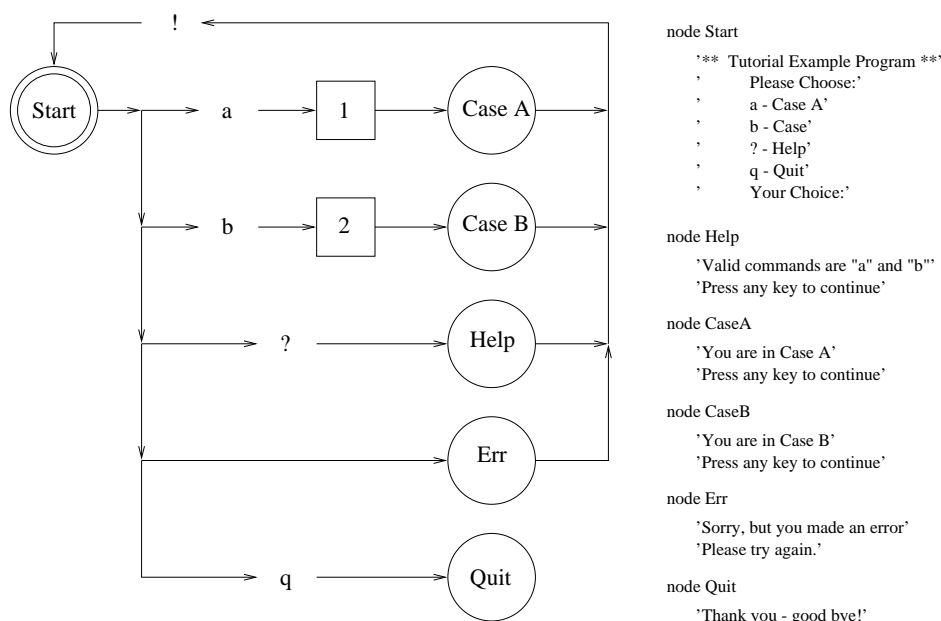 !
Start
a
1
Case A
b
2
Case B
?
Help
Err
q
Quit
node Start
'** Tutorial Example Program **'
' Please Choose:'
' a - Case A'
' b - Case'
' ? - Help'
' q - Quit'
' Your Choice:'
node Help
'Valid commands are "a" and "b"'
'Press any key to continue'
node CaseA
'You are in Case A'
'Press any key to continue'
node CaseB
'You are in Case B'
'Press any key to continue'
node Err
'Sorry, but you made an error'
'Please try again.'
node Quit
'Thank you - good bye!'